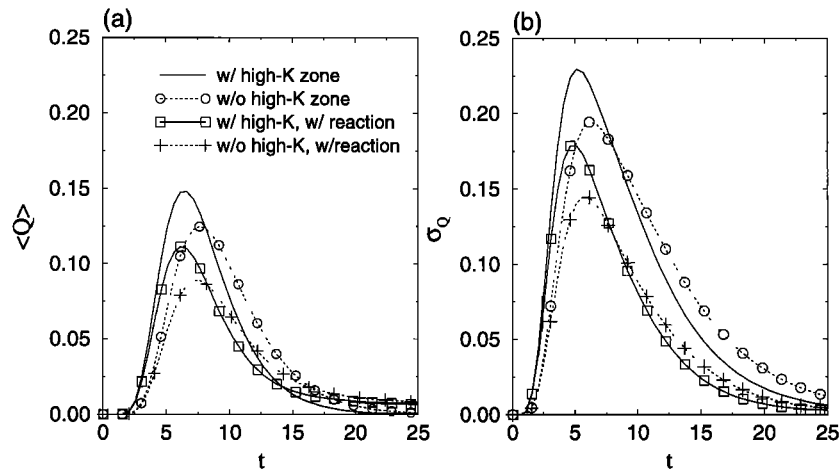 (a)
0.25
0.20
0.15
0.10
0.05
0.00
<Q>
w/ high-K zone
w/o high-K zone
w/ high-K, w/ reaction
w/o high-K, w/reaction
0 5 10 15 20 25
t
(b)
0.25
0.20
0.15
0.10
0.05
0.00
σQ
0 5 10 15 20 25
t